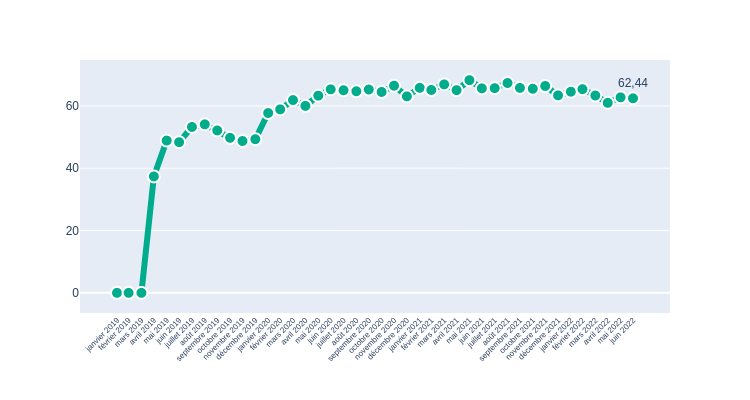 62,44
60
40
20
0
janvier 2019
février 2019
mars 2019
avril 2019
mai 2019
juin 2019
juillet 2019
août 2019
septembre 2019
octobre 2019
novembre 2019
décembre 2019
janvier 2020
février 2020
mars 2020
avril 2020
mai 2020
juin 2020
juillet 2020
août 2020
septembre 2020
octobre 2020
novembre 2020
décembre 2020
janvier 2021
février 2021
mars 2021
avril 2021
mai 2021
juin 2021
juillet 2021
août 2021
septembre 2021
octobre 2021
novembre 2021
décembre 2021
janvier 2022
février 2022
mars 2022
avril 2022
mai 2022
juin 2022